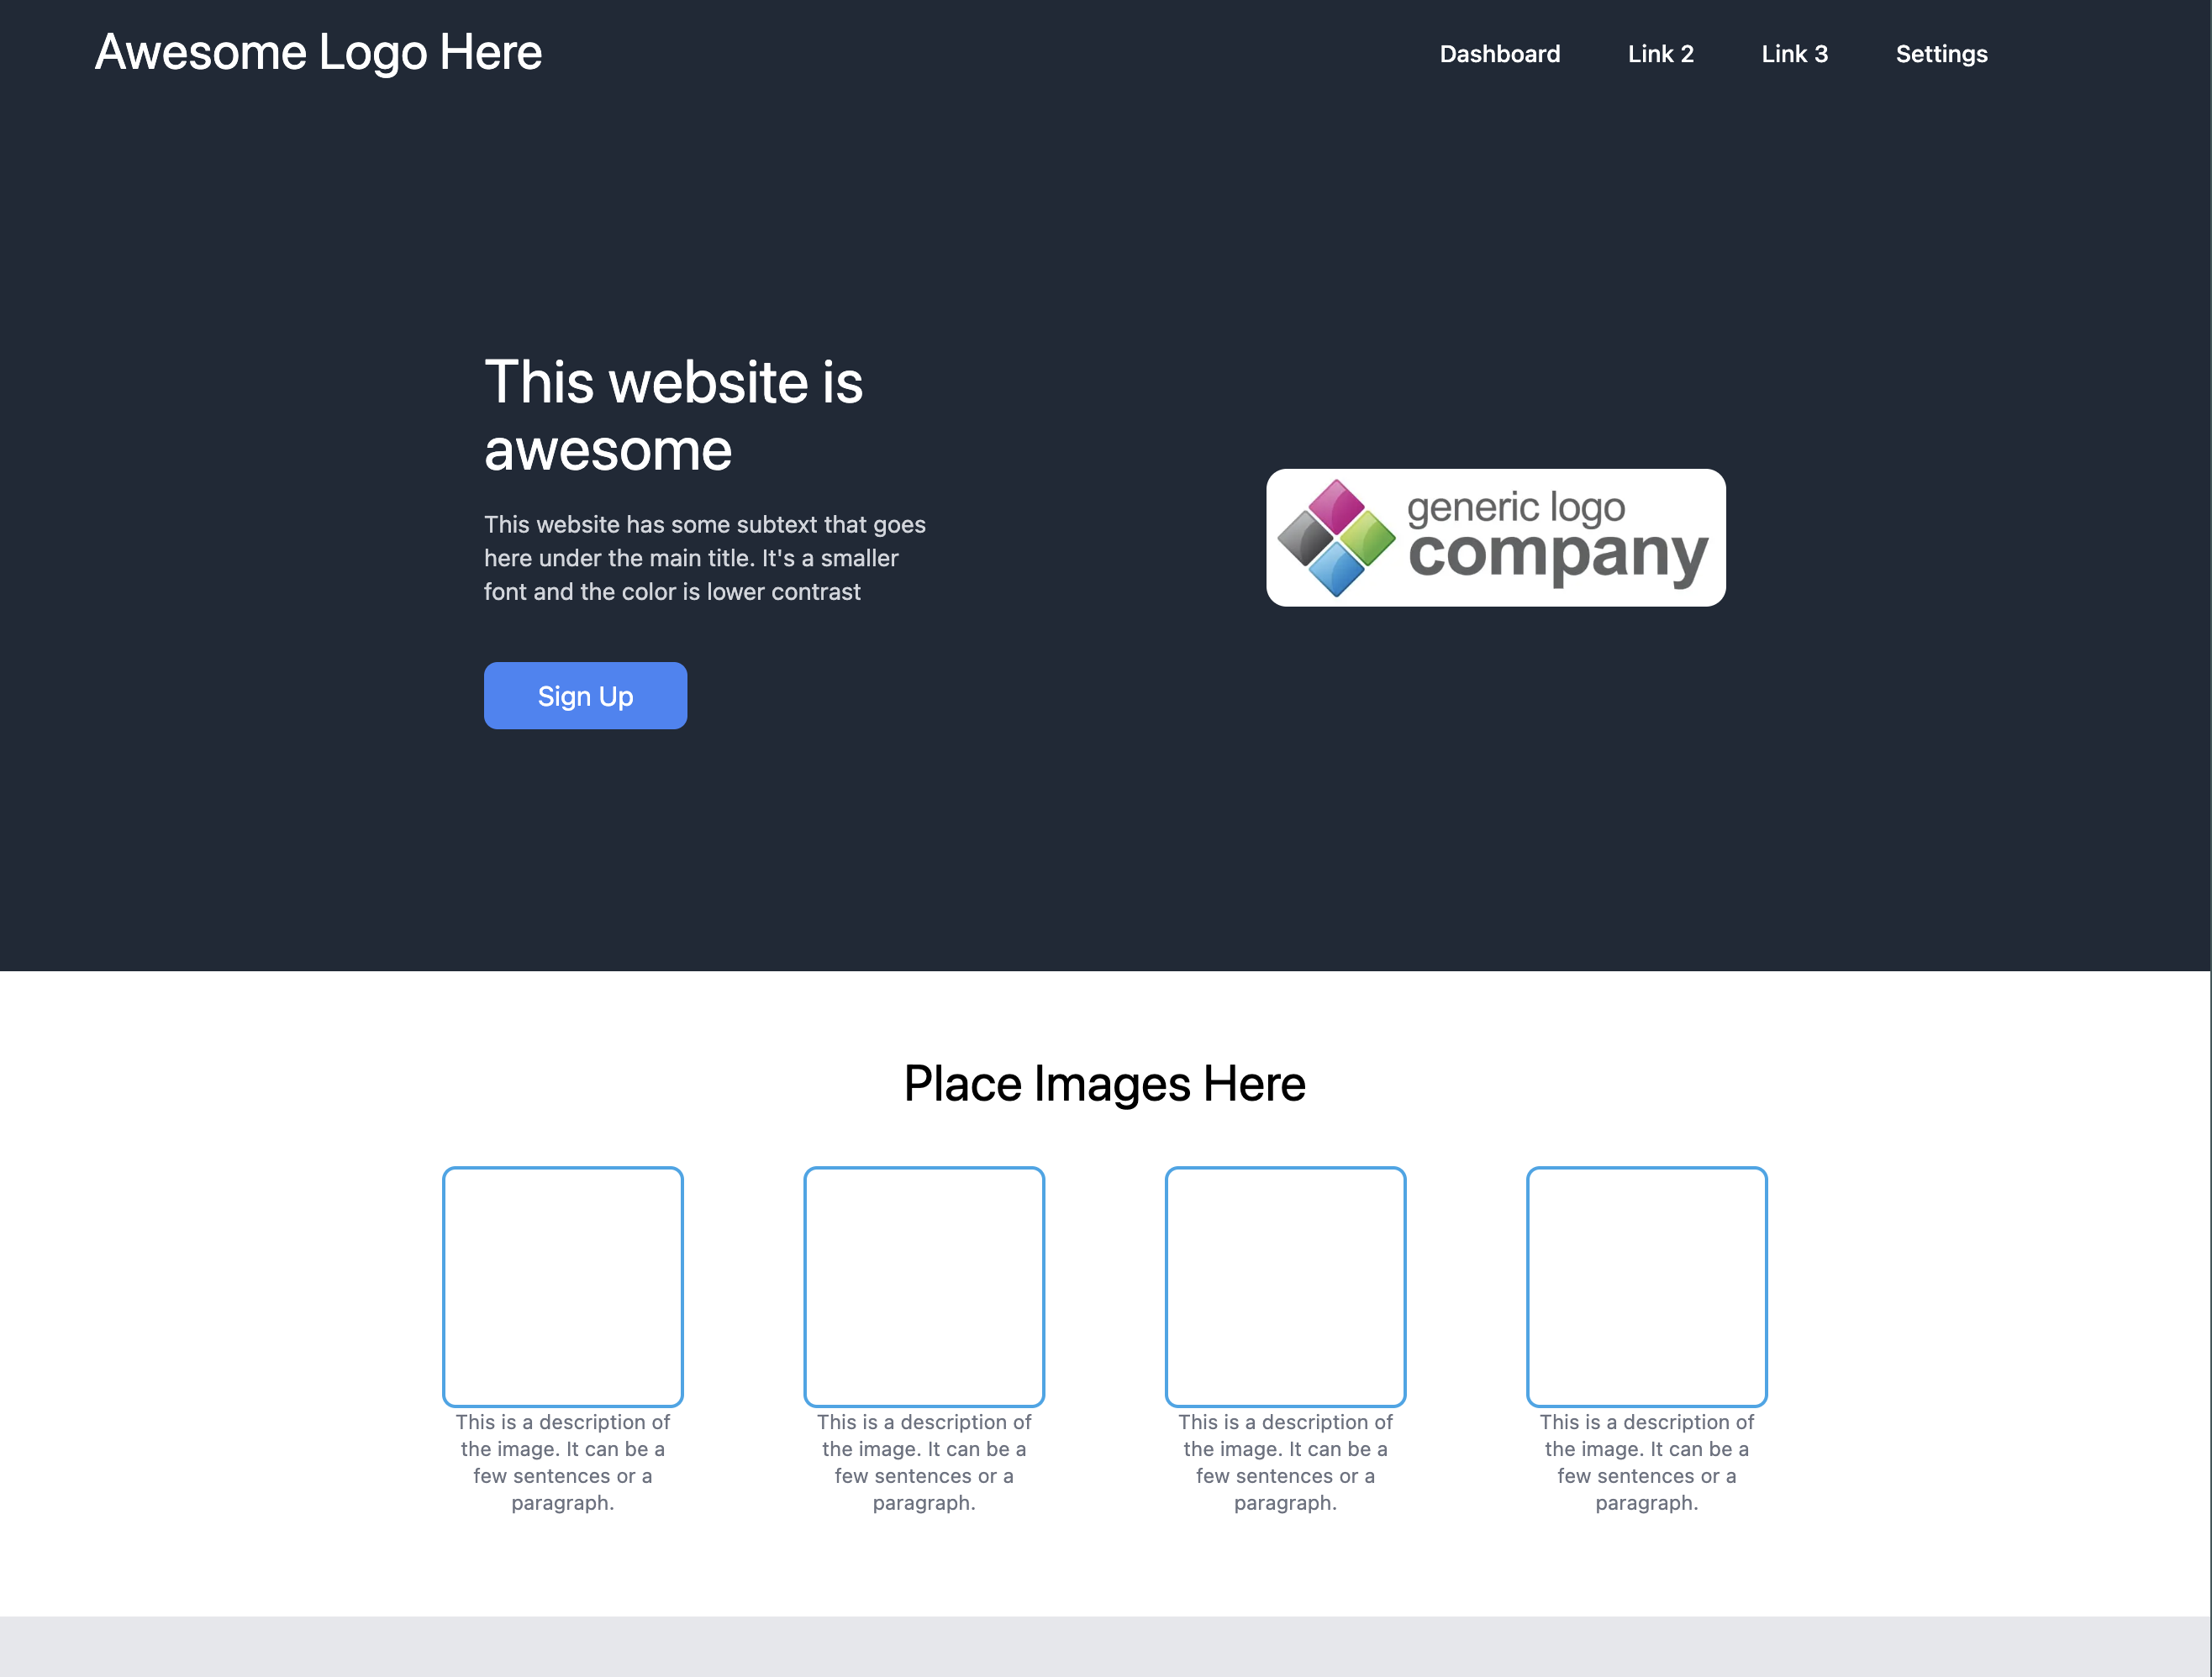 Awesome Logo Here
Dashboard
Link 2
Link 3
Settings
This website is
awesome
This website has some subtext that goes
here under the main title. It's a smaller
font and the color is lower contrast
Sign Up
generic logo
company
Place Images Here
This is a description of
the image. It can be a
few sentences or a
paragraph.
This is a description of
the image. It can be a
few sentences or a
paragraph.
This is a description of
the image. It can be a
few sentences or a
paragraph.
This is a description of
the image. It can be a
few sentences or a
paragraph.